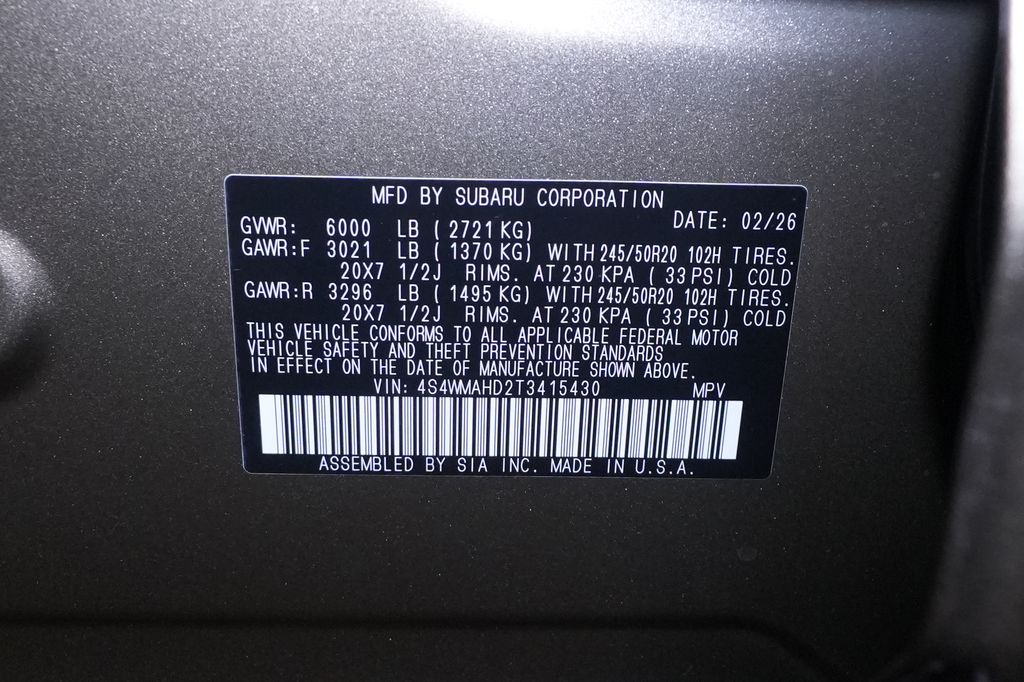 MFD BY SUBARU CORPORATION
DATE: 02/26
GVWR: 6000 LB ( 2721 KG)
GAWR:F 3021 LB ( 1370 KG) WITH 245/50R20 102H TIRES.
20X7 1/2J RIMS. AT 230 KPA ( 33 PSI) COLD
GAWR:R 3296 LB ( 1495 KG) WITH 245/50R20 102H TIRES.
20X7 1/2J RIMS. AT 230 KPA ( 33 PSI) COLD
THIS VEHICLE CONFORMS TO ALL APPLICABLE FEDERAL MOTOR
VEHICLE SAFETY AND THEFT PREVENTION STANDARDS
IN EFFECT ON THE DATE OF MANUFACTURE SHOWN ABOVE.
VIN: 4S4WMAHD2T3415430 MPV
ASSEMBLED BY SIA INC. MADE IN U.S.A.